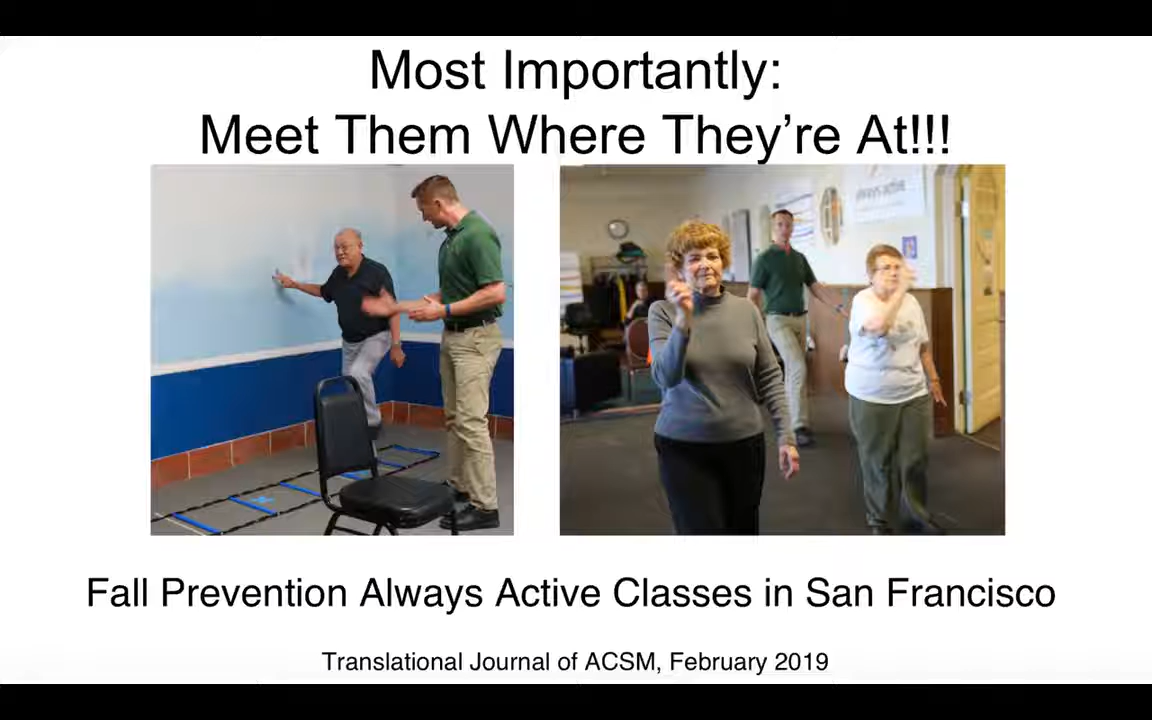 Most Importantly:
Meet Them Where They're At!!!
Fall Prevention Always Active Classes in San Francisco
Translational Journal of ACSM, February 2019